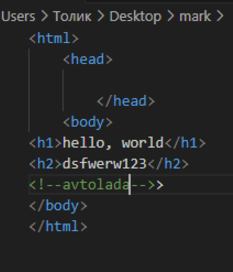 Users > Толик > Desktop > mark >
<html>
<head>
</head>
<body>
<h1>hello, world</h1>
<h2>dsfwerw123</h2>
<!--avtolada-->>
</body>
</html>